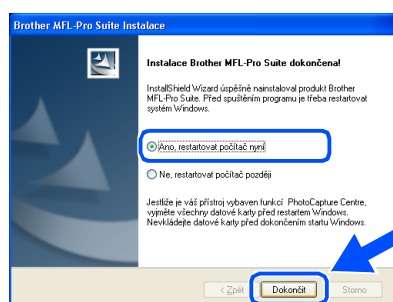 Brother MFL-Pro Suite Instalace
Instalace Brother MFL-Pro Suite dokončena!
InstallShield Wizard úspěšně nainstaloval produkt Brother
MFL-Pro Suite. Před spuštěním programu je třeba restartovat
systém Windows.
Ano, restartovat počítač nyní
Ne, restartovat počítač později
Jestliže je váš přístroj vybaven funkcí PhotoCapture Centre,
vyjměte všechny datové karty před restartem Windows.
Nevkládejte datové karty před dokončením startu Windows.
< Zpět Dokončit Storno